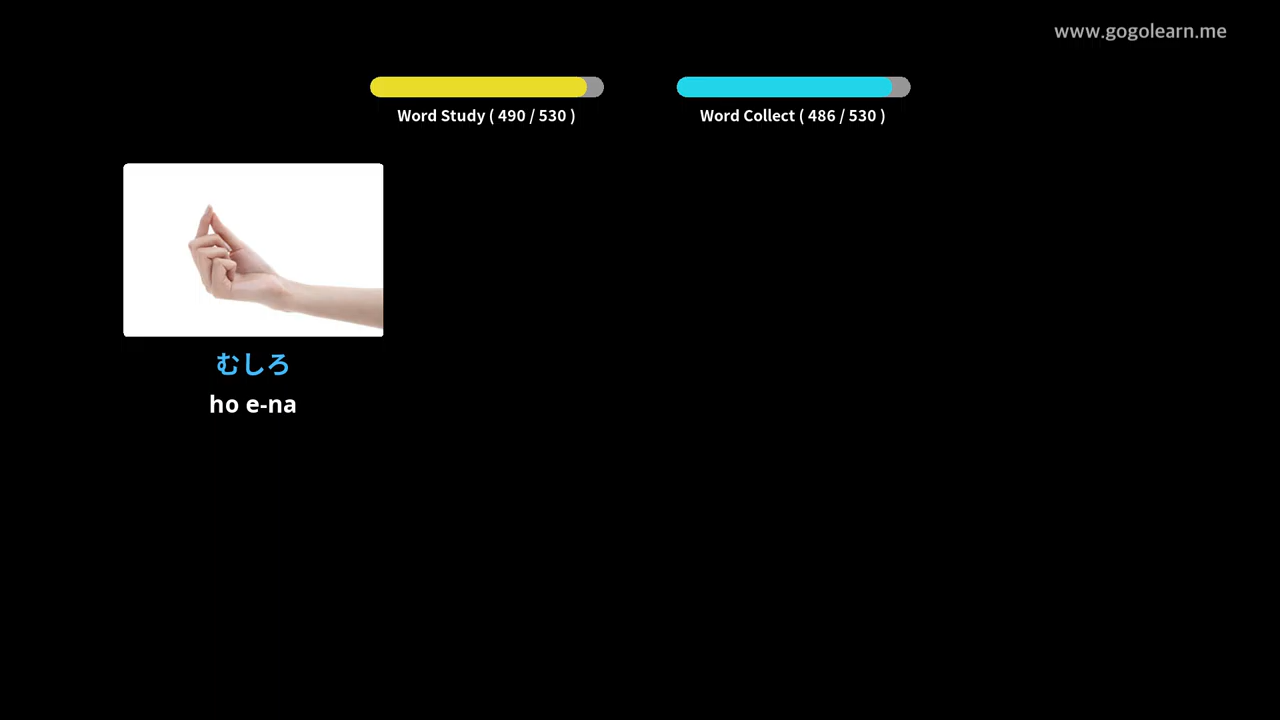 www.gogolearn.me
Word Study ( 490 / 530 )
Word Collect ( 486 / 530 )
むしろ
ho e-na